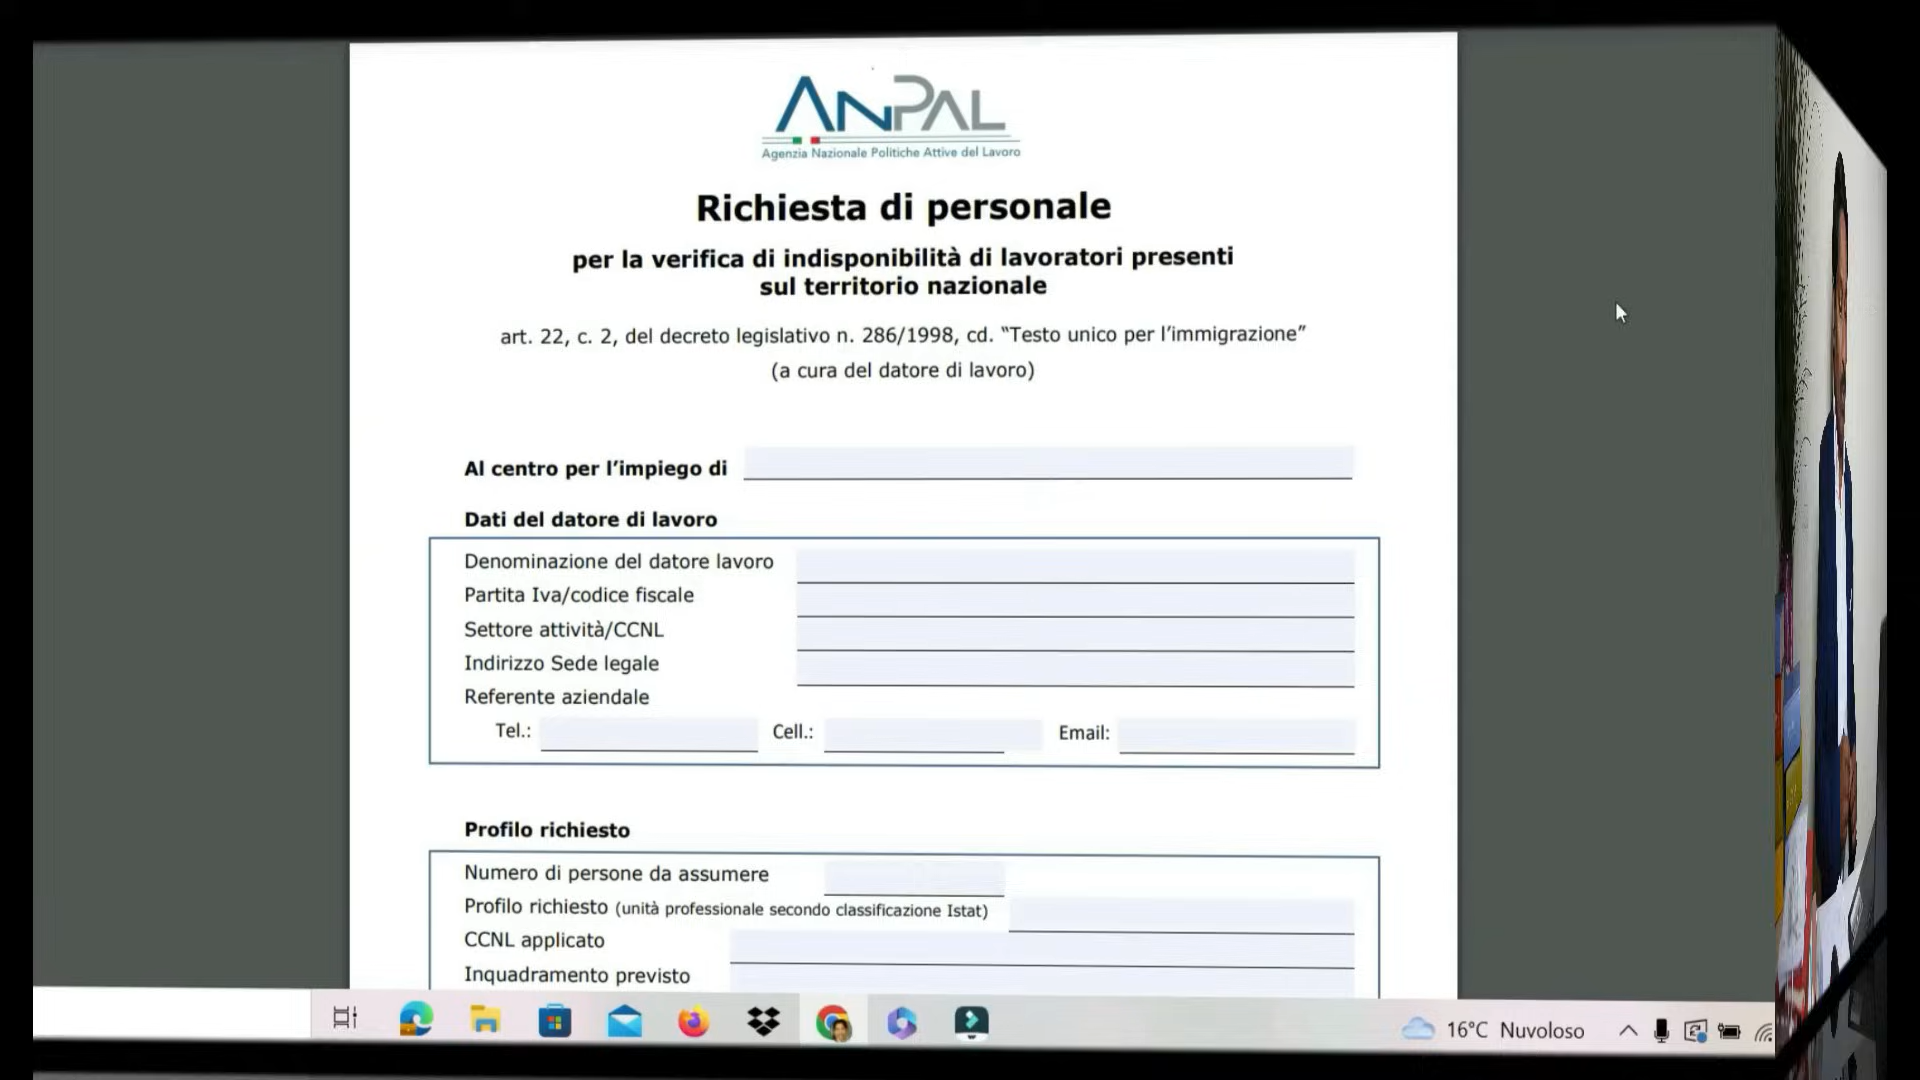 ANPAL
Agenzia Nazionale Politiche Attive del Lavoro
Richiesta di personale
per la verifica di indisponibilità di lavoratori presenti
sul territorio nazionale
art. 22, c. 2, del decreto legislativo n. 286/1998, cd. “Testo unico per l’immigrazione”
(a cura del datore di lavoro)
Al centro per l’impiego di
Dati del datore di lavoro
Denominazione del datore lavoro
Partita Iva/codice fiscale
Settore attività/CCNL
Indirizzo Sede legale
Referente aziendale
Tel.: Cell.: Email:
Profilo richiesto
Numero di persone da assumere
Profilo richiesto (unità professionale secondo classificazione Istat)
CCNL applicato
Inquadramento previsto
16°C Nuvoloso